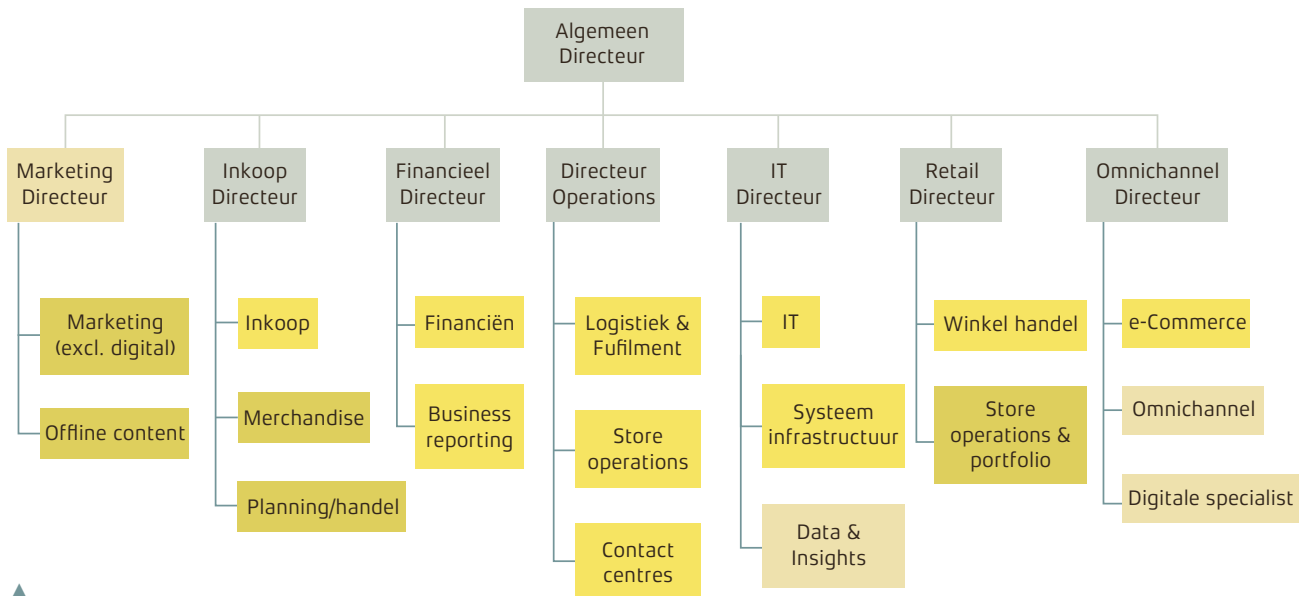 Algemeen
Directeur
Marketing
Directeur
Inkoop
Directeur
Financieel
Directeur
Directeur
Operations
IT
Directeur
Retail
Directeur
Omnichannel
Directeur
Marketing
(excl. digital)
Offline content
Inkoop
Merchandise
Planning/handel
Financiën
Business
reporting
Logistiek &
Fufilment
Store
operations
Contact
centres
IT
Systeem
infrastructuur
Data &
Insights
Winkel handel
Store
operations &
portfolio
e-Commerce
Omnichannel
Digitale specialist